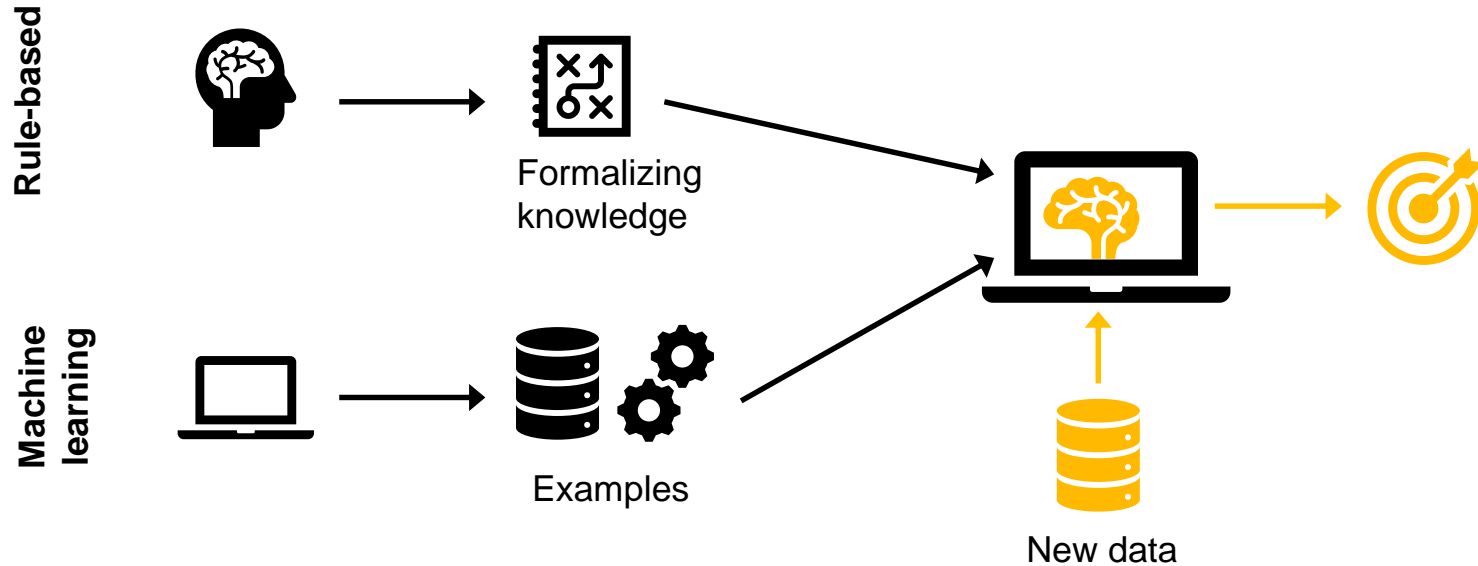 Rule-based
Formalizing
knowledge
Machine
learning
Examples
New data